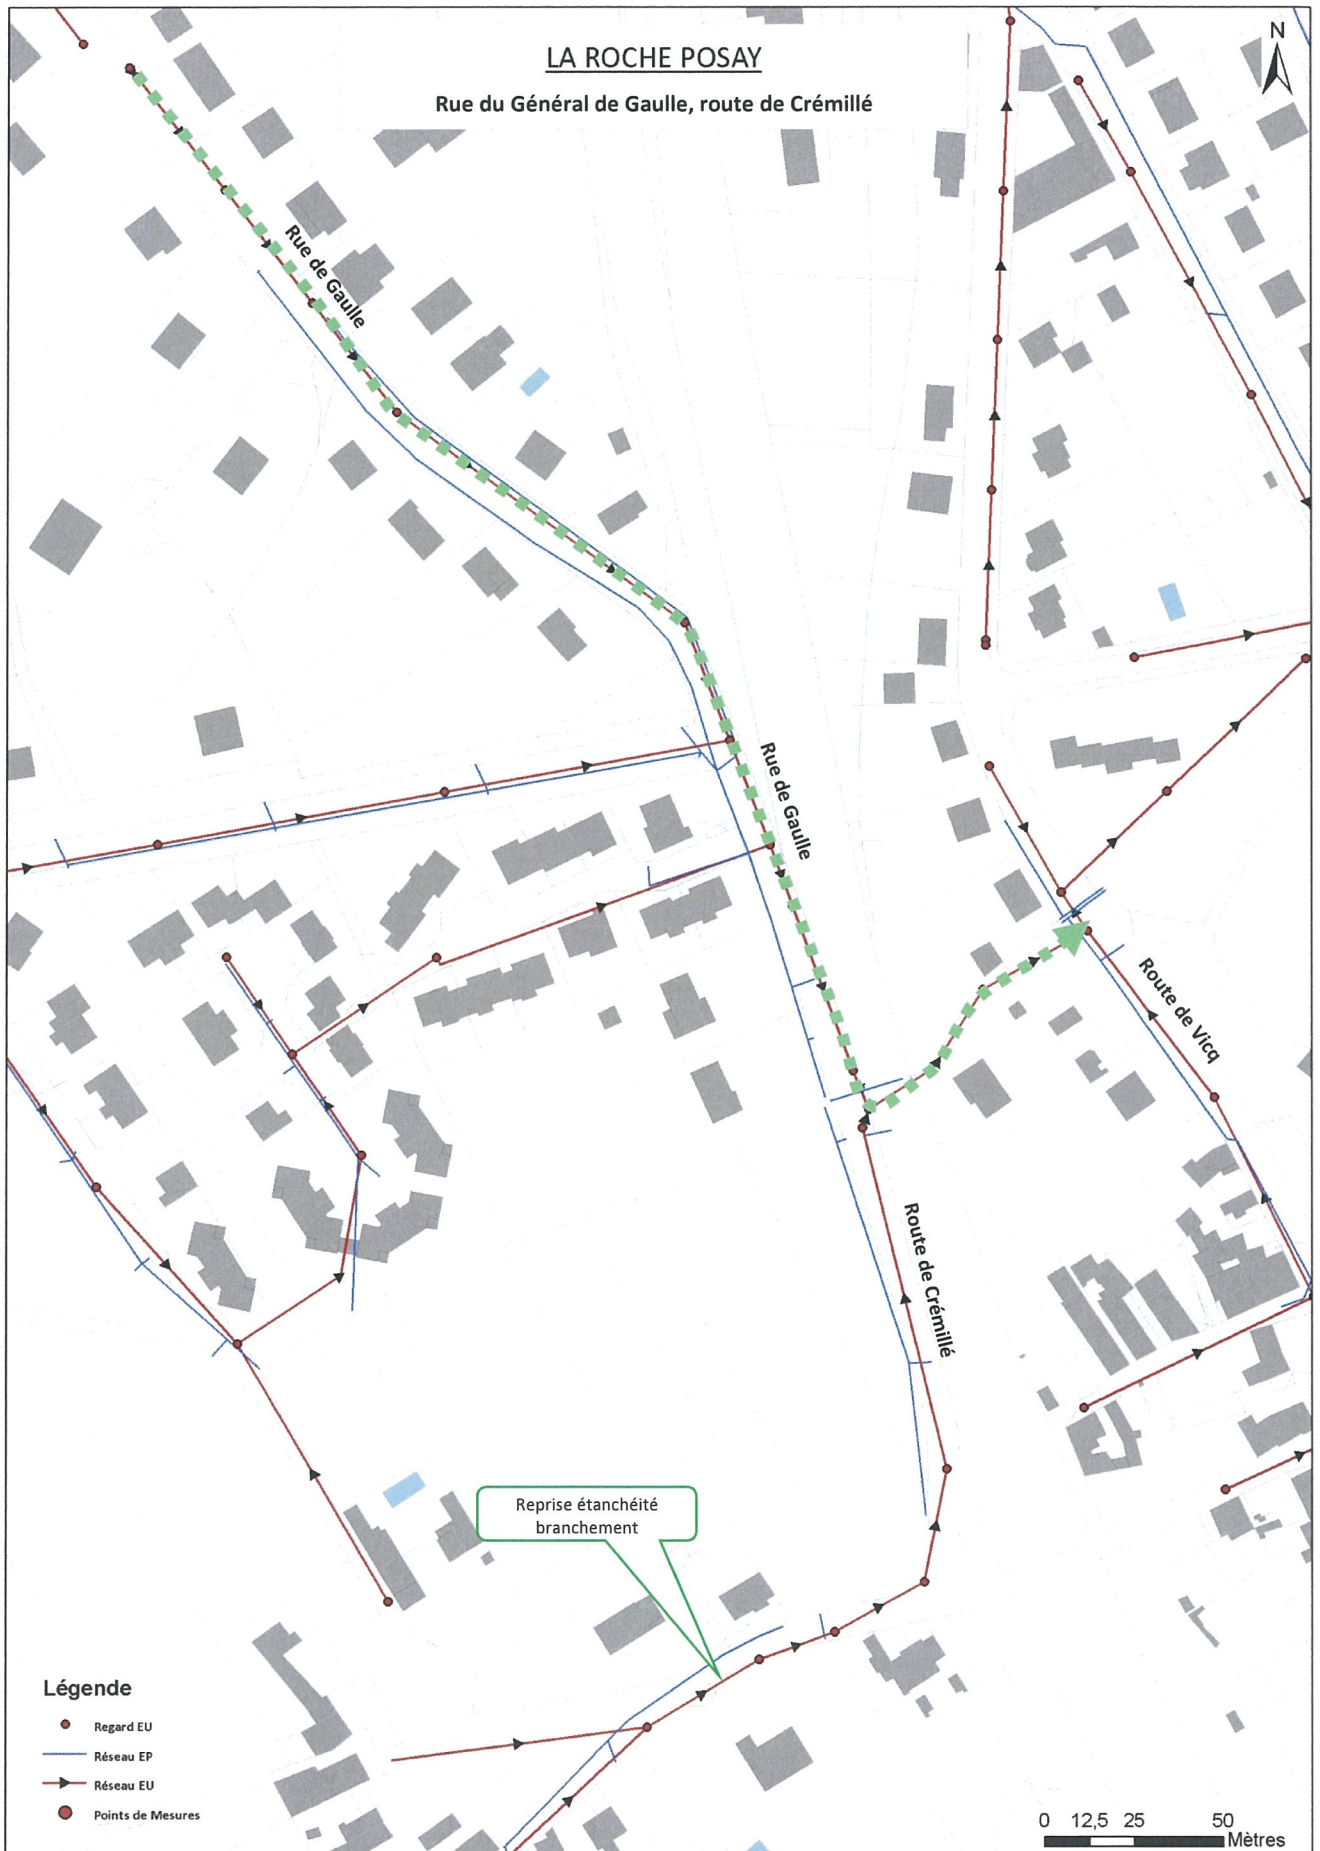 LA ROCHE POSAY
Rue du Général de Gaulle, route de Crémillé
N
Rue de Gaulle
Rue de Gaulle
Route de Vicq
Route de Crémillé
Reprise étanchéité
branchement
Légende
Regard EU
Réseau EP
Réseau EU
Points de Mesures
0 12,5 25 50
Mètres